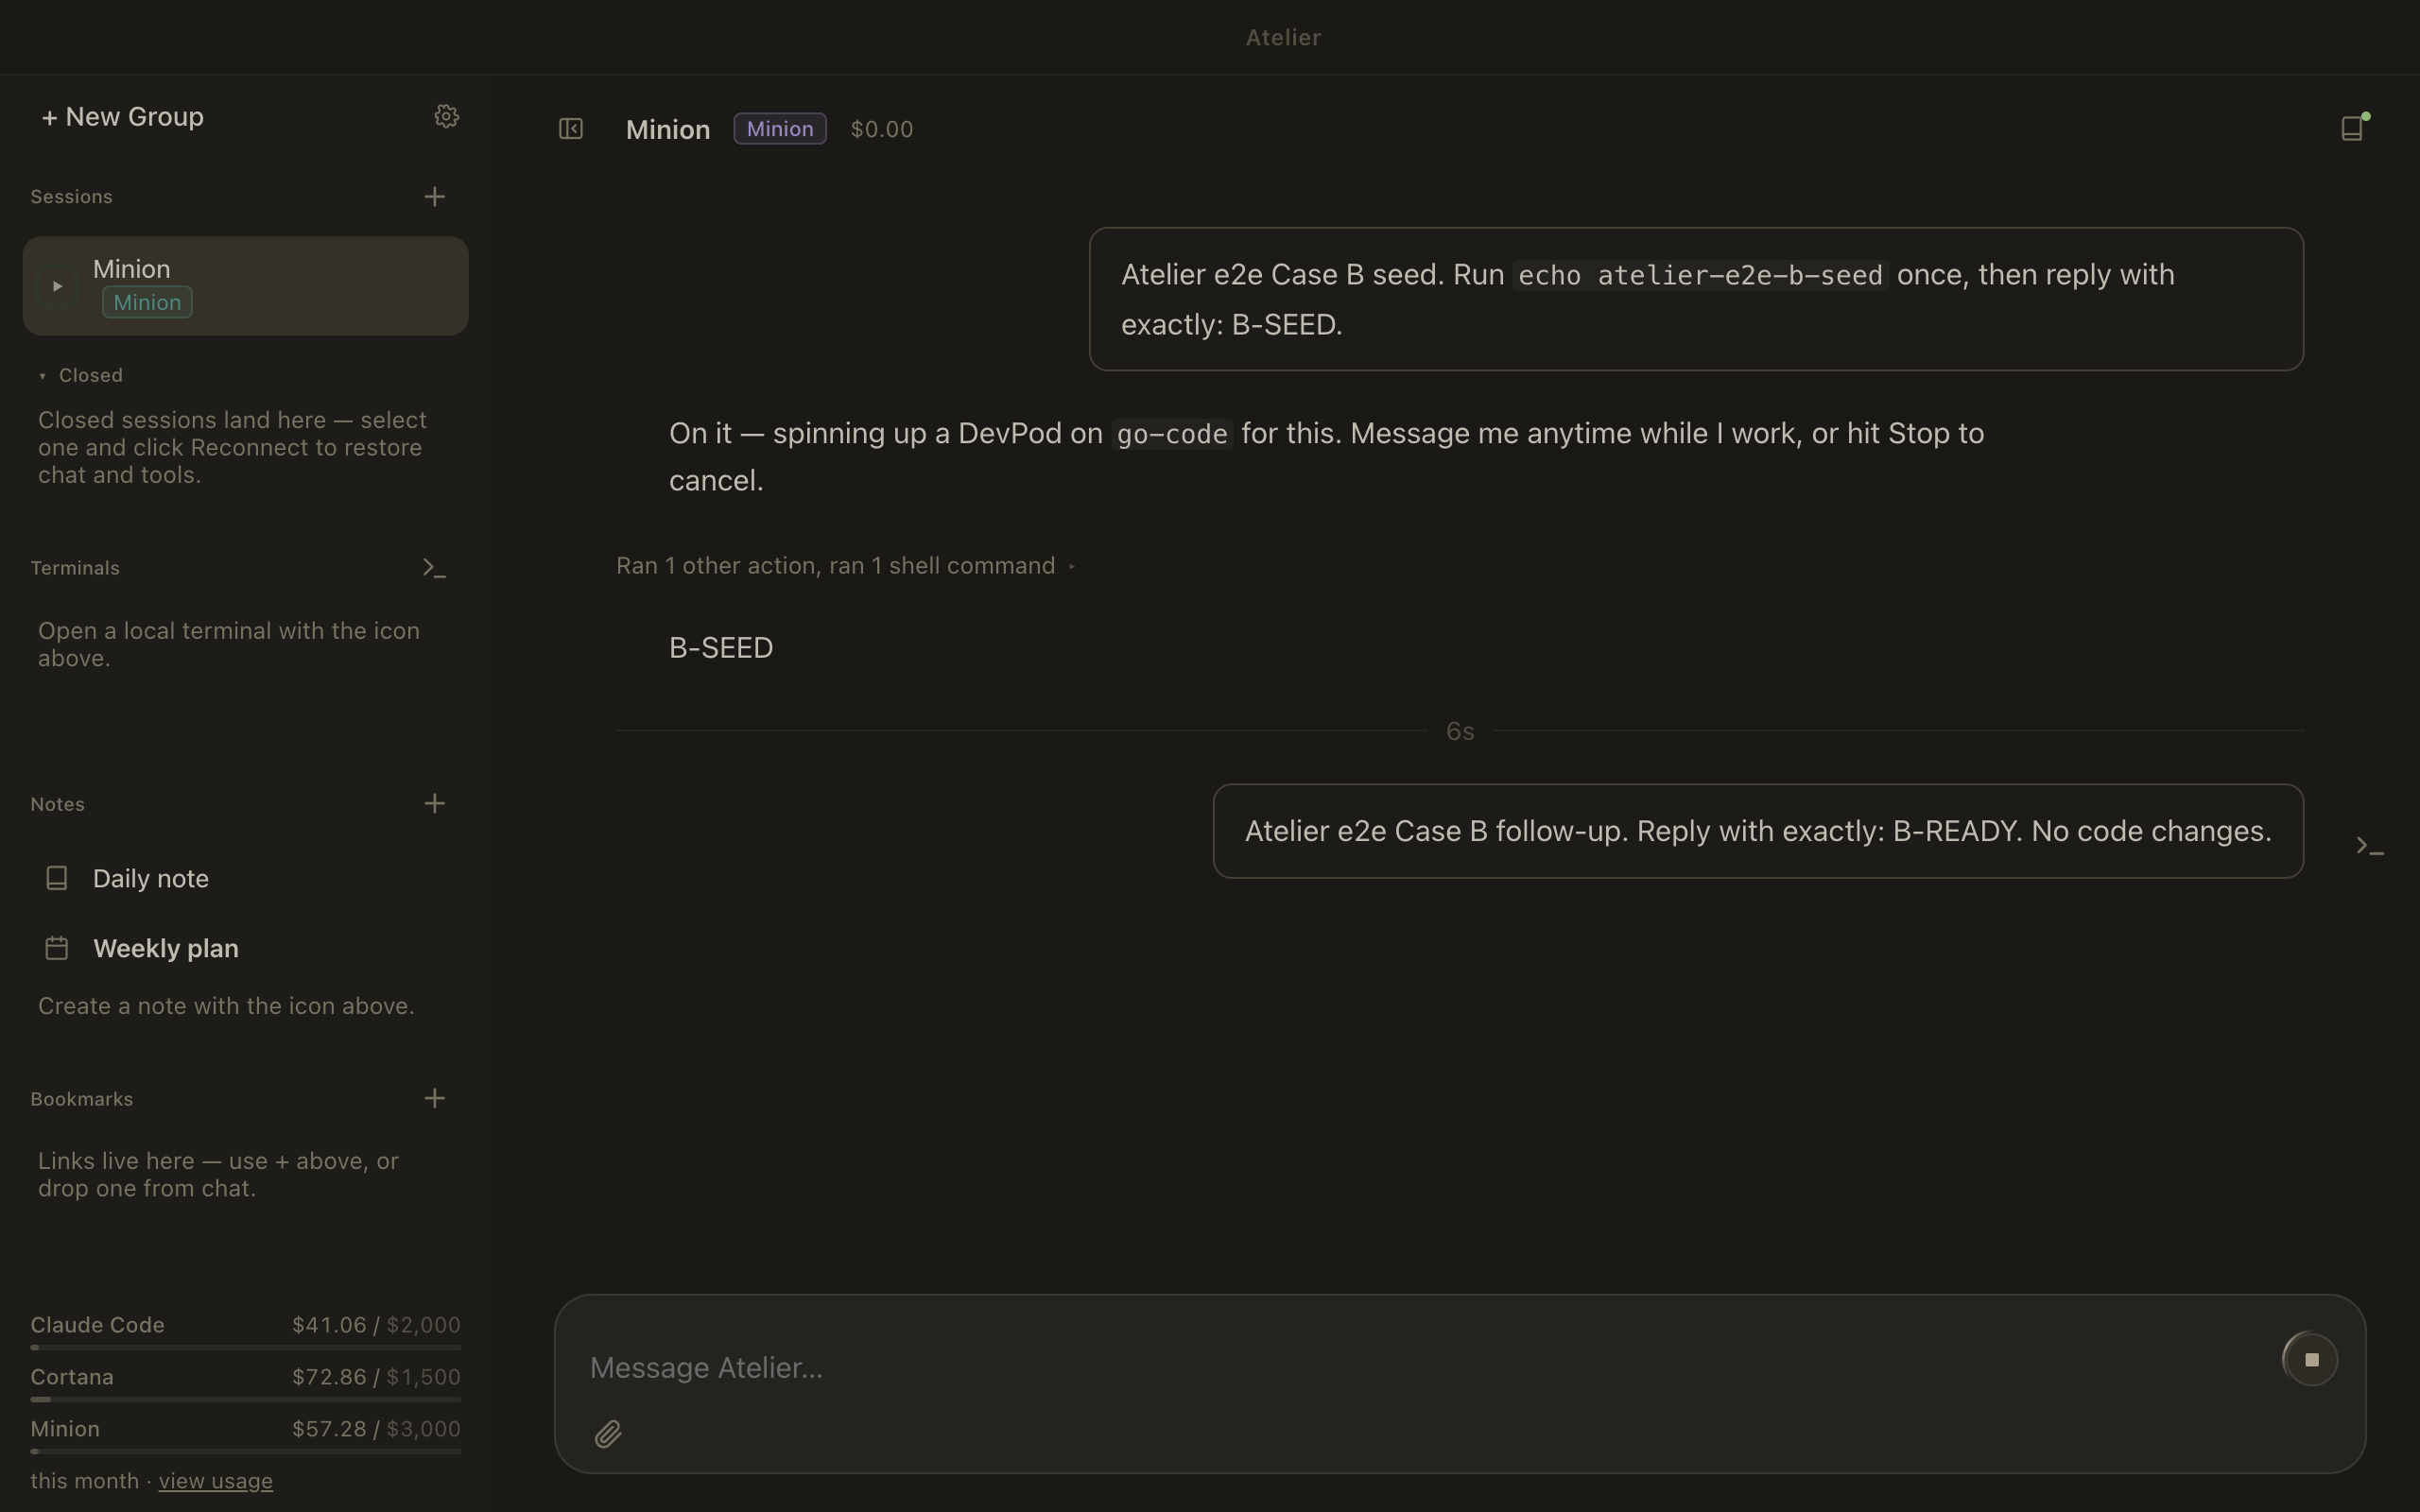 Atelier
+ New Group
Sessions
Minion
Minion
Closed
Closed sessions land here — select
one and click Reconnect to restore
chat and tools.
Terminals
Open a local terminal with the icon
above.
Notes
Daily note
Weekly plan
Create a note with the icon above.
Bookmarks
Links live here — use + above, or
drop one from chat.
Claude Code $41.06 / $2,000
Cortana $72.86 / $1,500
Minion $57.28 / $3,000
this month · view usage
Minion Minion $0.00
Atelier e2e Case B seed. Run echo atelier-e2e-b-seed once, then reply with
exactly: B-SEED.
On it — spinning up a DevPod on go-code for this. Message me anytime while I work, or hit Stop to
cancel.
Ran 1 other action, ran 1 shell command
B-SEED
6s
Atelier e2e Case B follow-up. Reply with exactly: B-READY. No code changes.
Message Atelier...